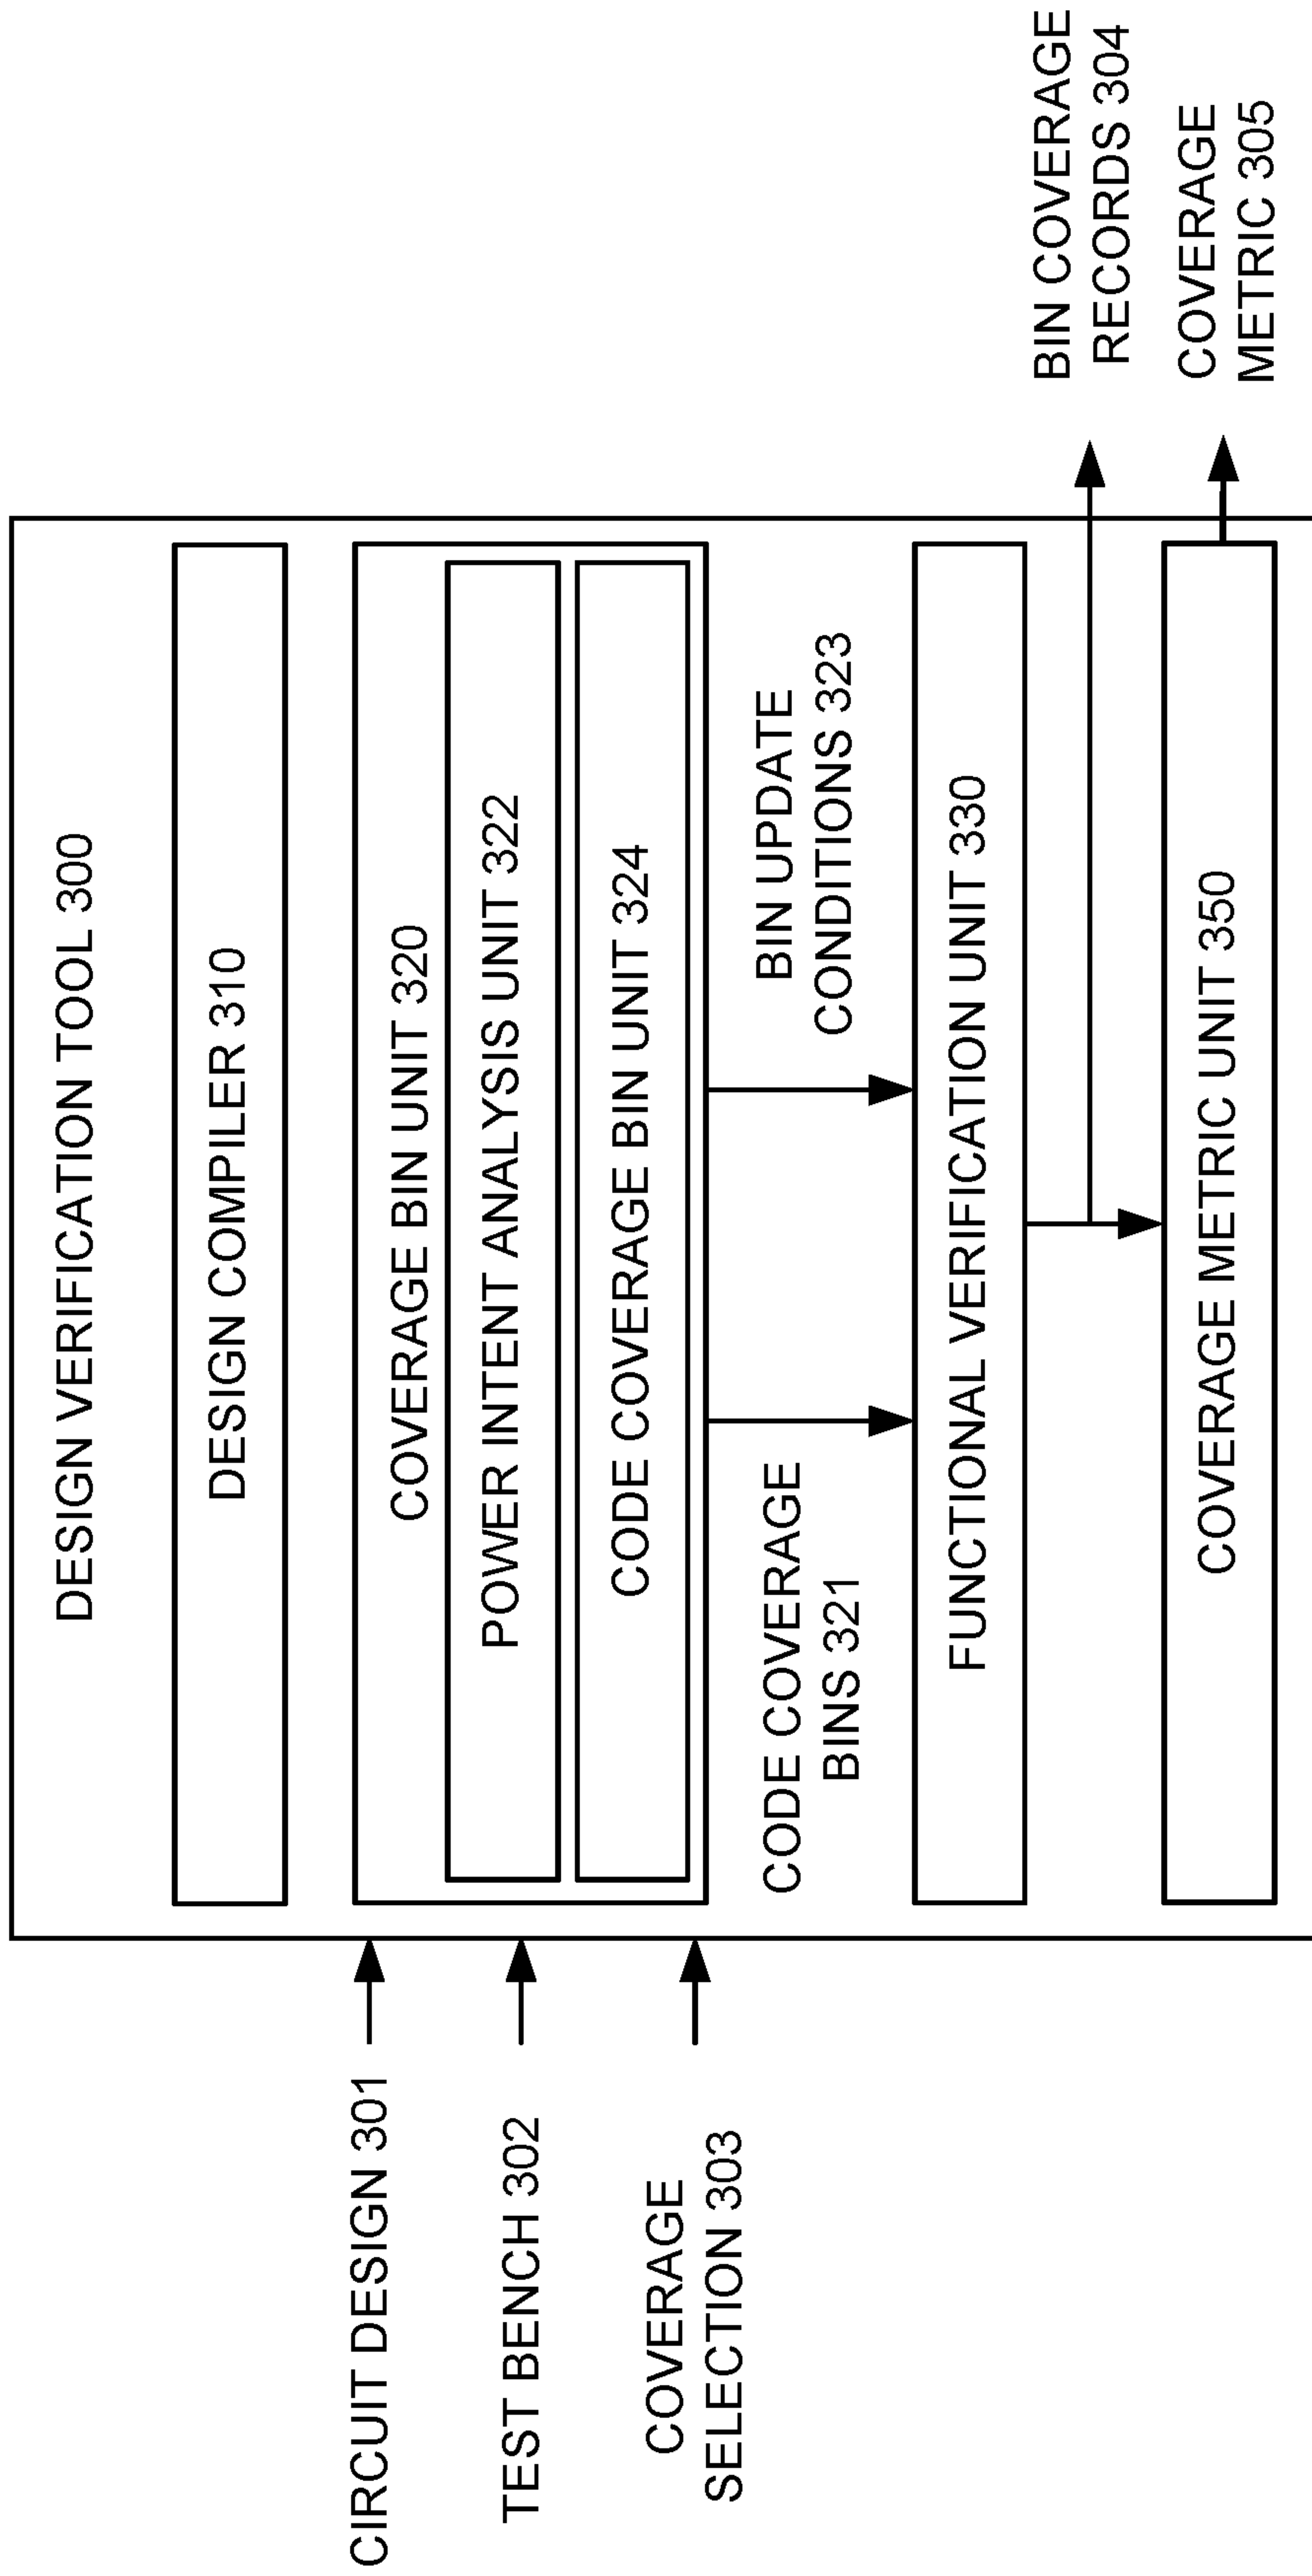 DESIGN VERIFICATION TOOL 300
DESIGN COMPILER 310
CIRCUIT DESIGN 301
TEST BENCH 302
COVERAGE
SELECTION 303
COVERAGE BIN UNIT 320
POWER INTENT ANALYSIS UNIT 322
CODE COVERAGE BIN UNIT 324
CODE COVERAGE
BINS 321
BIN UPDATE
CONDITIONS 323
FUNCTIONAL VERIFICATION UNIT 330
BIN COVERAGE
RECORDS 304
COVERAGE METRIC UNIT 350
COVERAGE
METRIC 305